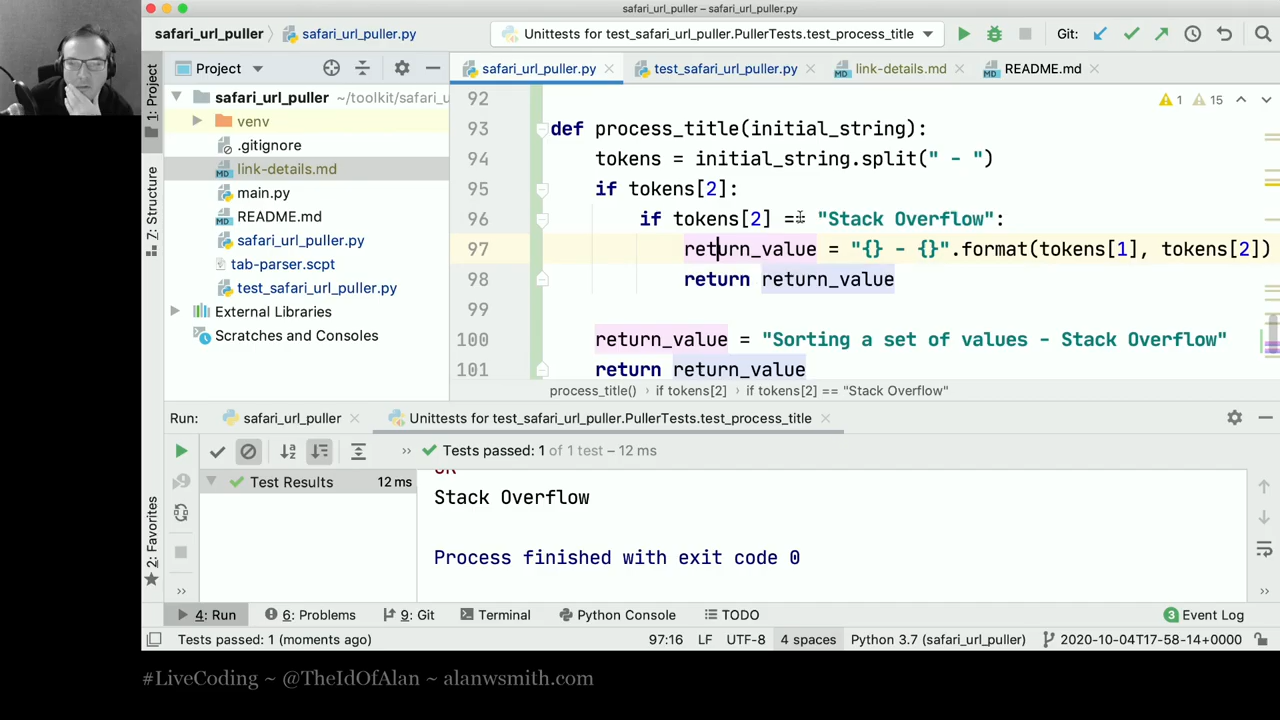 safari_url_puller – safari_url_puller.py
safari_url_puller safari_url_puller.py Unittests for test_safari_url_puller.PullerTests.test_process_title Git:
1: Project Project safari_url_puller.py test_safari_url_puller.py link-details.md README.md
safari_url_puller ~/toolkit/safari_u
venv
.gitignore
link-details.md
main.py
README.md
safari_url_puller.py
tab-parser.scpt
test_safari_url_puller.py
External Libraries
Scratches and Consoles
7: Structure
2: Favorites
1 15
92
93 def process_title(initial_string):
94 tokens = initial_string.split(" - ")
95 if tokens[2]:
96 if tokens[2] == "Stack Overflow":
97 return_value = "{} - {}".format(tokens[1], tokens[2])
98 return return_value
99
100 return_value = "Sorting a set of values - Stack Overflow"
101 return return_value
process_title() › if tokens[2] › if tokens[2] == "Stack Overflow"
Run: safari_url_puller Unittests for test_safari_url_puller.PullerTests.test_process_title
›› Tests passed: 1 of 1 test – 12 ms
Test Results 12 ms
OK
Stack Overflow
Process finished with exit code 0
4: Run 6: Problems 9: Git Terminal Python Console TODO 3 Event Log
Tests passed: 1 (moments ago) 97:16 LF UTF-8 4 spaces Python 3.7 (safari_url_puller) 2020-10-04T17-58-14+0000
#LiveCoding ~ @TheIdOfAlan ~ alanwsmith.com